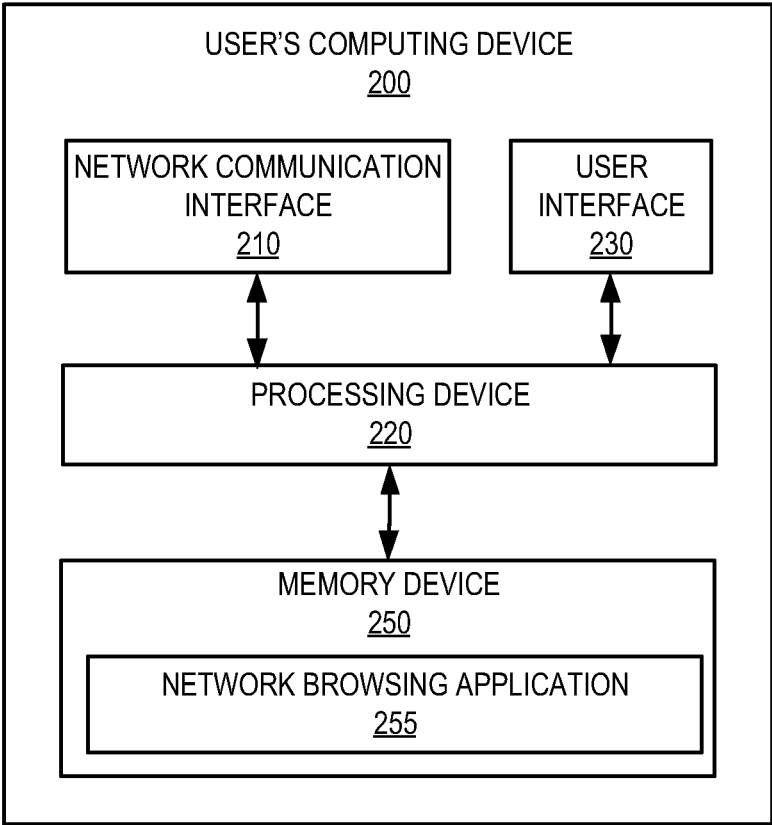 USER'S COMPUTING DEVICE
200
NETWORK COMMUNICATION
INTERFACE
210
USER
INTERFACE
230
PROCESSING DEVICE
220
MEMORY DEVICE
250
NETWORK BROWSING APPLICATION
255